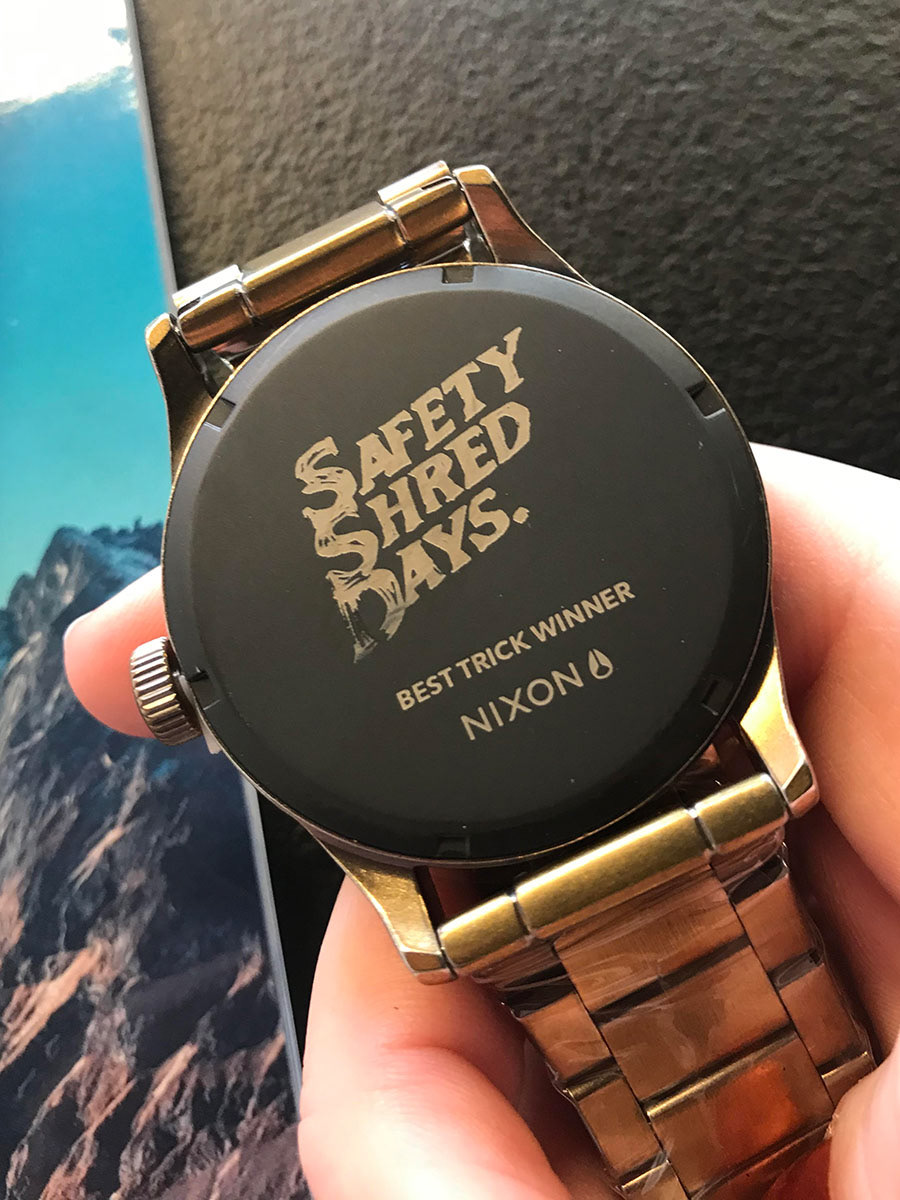 SAFETY
SHRED
DAYS.
BEST TRICK WINNER
NIXON